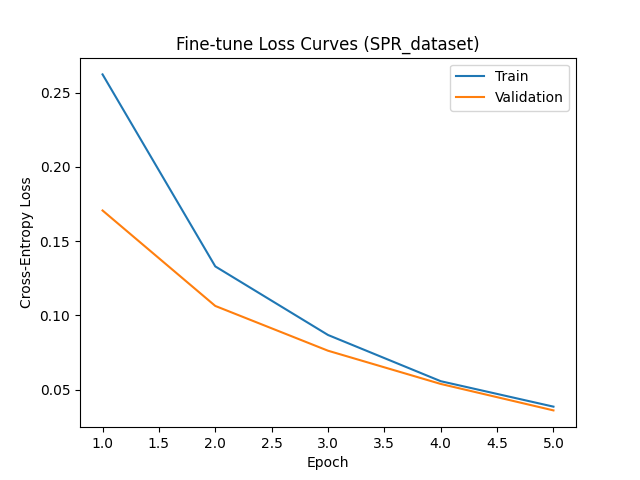 Fine-tune Loss Curves (SPR_dataset)
Train
Validation
Cross-Entropy Loss
0.25
0.20
0.15
0.10
0.05
1.0 1.5 2.0 2.5 3.0 3.5 4.0 4.5 5.0
Epoch